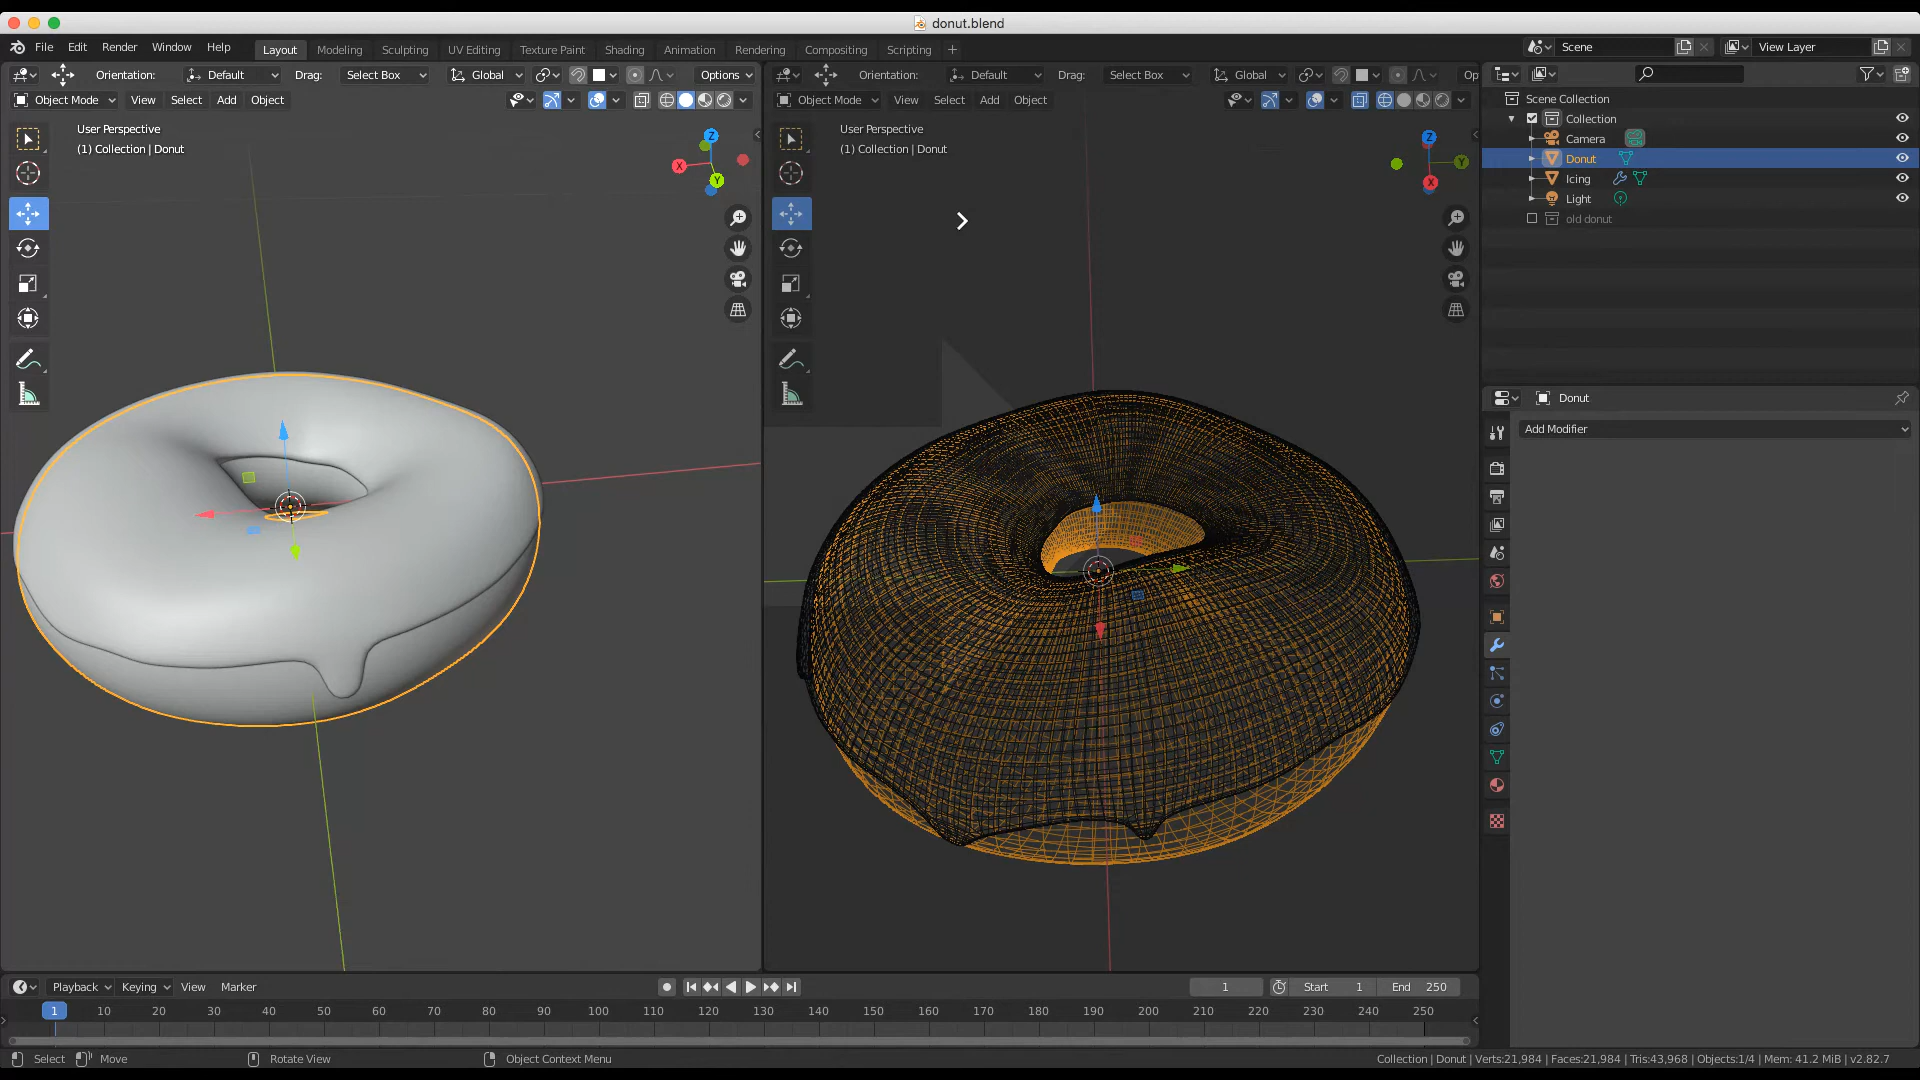 donut.blend
File Edit Render Window Help Layout Modeling Sculpting UV Editing Texture Paint Shading Animation Rendering Compositing Scripting + Scene View Layer
Orientation: Default Drag: Select Box Global Options
Object Mode View Select Add Object
User Perspective
(1) Collection | Donut
Z
X
Y
Orientation: Default Drag: Select Box Global Op
Object Mode View Select Add Object
User Perspective
(1) Collection | Donut
Z
Y
X
Scene Collection
Collection
Camera
Donut
Icing
Light
old donut
Donut
Add Modifier
Playback Keying View Marker 1 Start 1 End 250
1 10 20 30 40 50 60 70 80 90 100 110 120 130 140 150 160 170 180 190 200 210 220 230 240 250
Select Move Rotate View Object Context Menu Collection | Donut | Verts:21,984 | Faces:21,984 | Tris:43,968 | Objects:1/4 | Mem: 41.2 MiB | v2.82.7